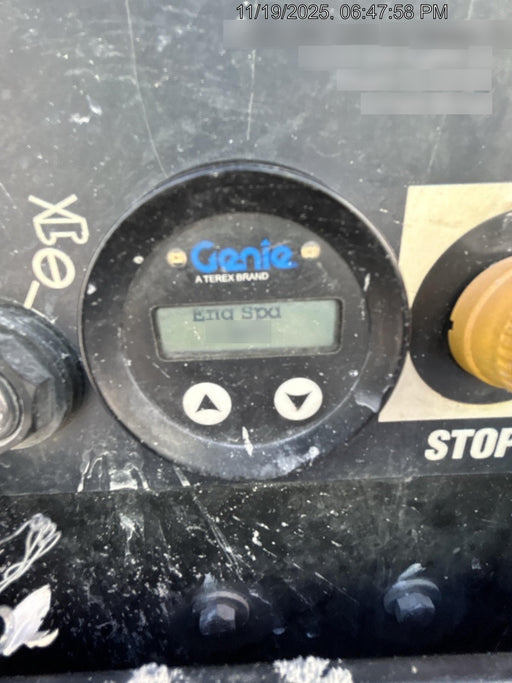 11/19/2025, 06:47:58 PM
Genie
A TEREX BRAND
Eng Spd
STOP